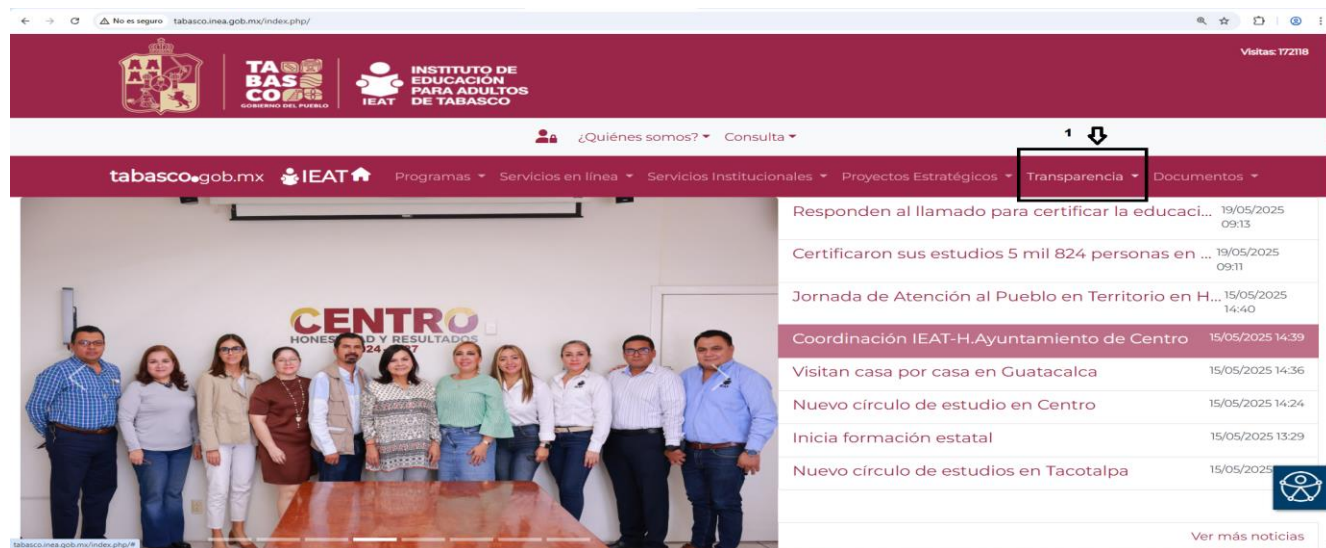 No es seguro tabasco.inea.gob.mx/index.php/
Visitas: 172118
TA
BAS
CO
GOBIERNO DEL PUEBLO
IEAT
INSTITUTO DE
EDUCACIÓN
PARA ADULTOS
DE TABASCO
¿Quiénes somos? Consulta
1
tabasco.gob.mx IEAT Programas Servicios en línea Servicios Institucionales Proyectos Estratégicos Transparencia Documentos
Responden al llamado para certificar la educaci... 19/05/2025
09:13
Certificaron sus estudios 5 mil 824 personas en ... 19/05/2025
09:11
Jornada de Atención al Pueblo en Territorio en H... 15/05/2025
14:40
Coordinación IEAT-H.Ayuntamiento de Centro 15/05/2025 14:39
Visitan casa por casa en Guatacalca 15/05/2025 14:36
Nuevo círculo de estudio en Centro 15/05/2025 14:24
Inicia formación estatal 15/05/2025 13:29
Nuevo círculo de estudios en Tacotalpa 15/05/2025
Ver más noticias
CENTRO
HONESTIDAD Y RESULTADOS
tabasco.inea.gob.mx/index.php/#